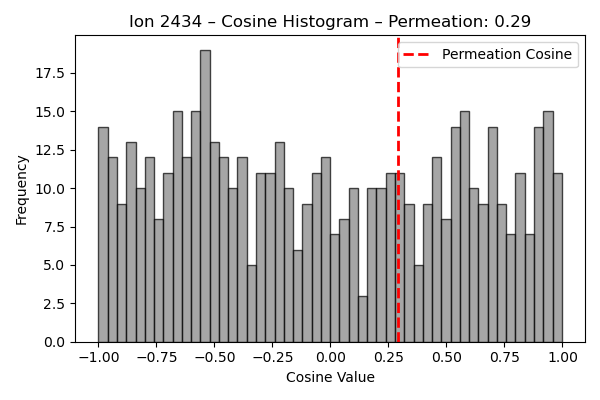 Ion 2434 – Cosine Histogram – Permeation: 0.29
Permeation Cosine
17.5
15.0
12.5
10.0
7.5
5.0
2.5
0.0
Frequency
−1.00 −0.75 −0.50 −0.25 0.00 0.25 0.50 0.75 1.00
Cosine Value